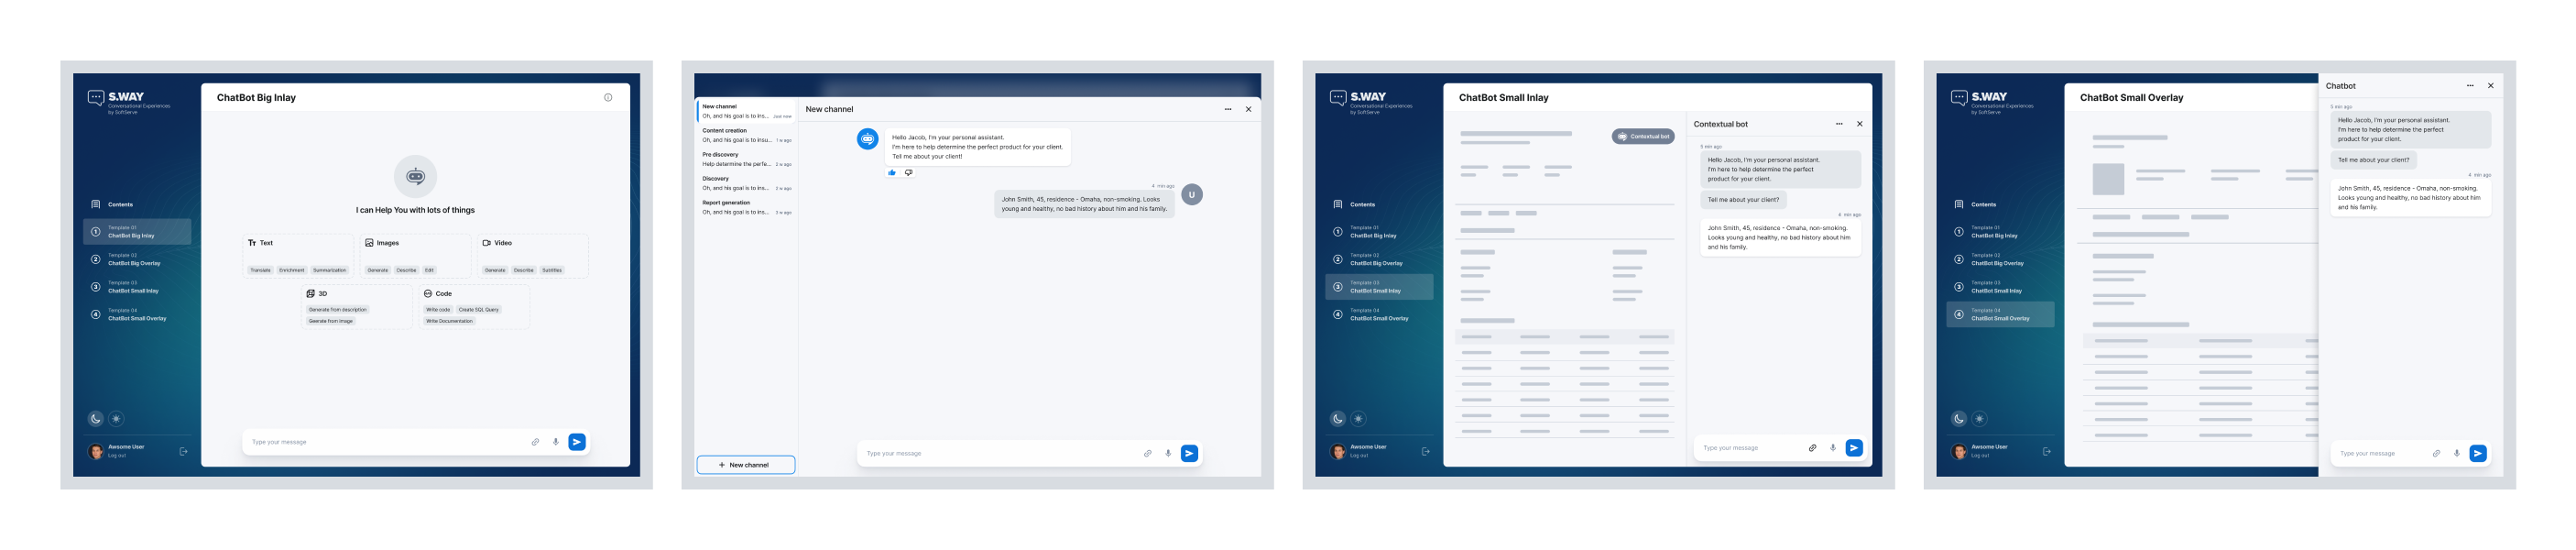 S.WAY
Conversational Experiences
by SoftServe
Contents
Template 01
ChatBot Big Inlay
Template 02
ChatBot Big Overlay
Template 03
ChatBot Small Inlay
Template 04
ChatBot Small Overlay
Awsome User
Log out
ChatBot Big Inlay
I can Help You with lots of things
Text
Translate Enrichment Summarisation
Images
Generate Describe Edit
Video
Generate Describe Subtitles
3D
Generate from description
Geerate from image
Code
Write code Create SQL Query
Write Documentation
Type your message
New channel
Oh, and his goal is to insu... Just now
Content creation
Oh, and his goal is to insu... 1 w ago
Pre discovery
Help determine the perfe... 2 w ago
Discovery
Oh, and his goal is to ins... 2 w ago
Report generation
Oh, and his goal is to ins... 3 w ago
+ New channel
New channel
Hello Jacob, I'm your personal assistant.
I'm here to help determine the perfect product for your client.
Tell me about your client!
4 min ago
John Smith, 45, residence - Omaha, non-smoking. Looks
young and healthy, no bad history about him and his family.
U
Type your message
S.WAY
Conversational Experiences
by SoftServe
Contents
Template 01
ChatBot Big Inlay
Template 02
ChatBot Big Overlay
Template 03
ChatBot Small Inlay
Template 04
ChatBot Small Overlay
Awsome User
Log out
ChatBot Small Inlay
Contextual bot
Contextual bot
5 min ago
Hello Jacob, I'm your personal assistant.
I'm here to help determine the perfect
product for your client.
Tell me about your client?
4 min ago
John Smith, 45, residence - Omaha, non-smoking.
Looks young and healthy, no bad history about him
and his family.
Type your message
S.WAY
Conversational Experiences
by SoftServe
Contents
Template 01
ChatBot Big Inlay
Template 02
ChatBot Big Overlay
Template 03
ChatBot Small Inlay
Template 04
ChatBot Small Overlay
Awsome User
Log out
ChatBot Small Overlay
Chatbot
5 min ago
Hello Jacob, I'm your personal assistant.
I'm here to help determine the perfect
product for your client.
Tell me about your client?
4 min ago
John Smith, 45, residence - Omaha, non-smoking.
Looks young and healthy, no bad history about him
and his family.
Type your message